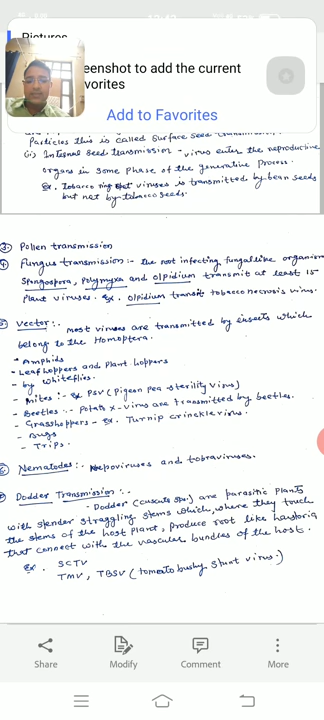 Pictures
eenshot to add the current
vorites
Add to Favorites
Particles this is called Surface Seed
(ii) Internal Seed transmission - virus enter the reproductive
organs in some phase of the generative process.
Ex. Tobacco ring spot viruses is transmitted by bean seeds
but not by tobacco seeds.
③ Pollen transmission
④ Fungus transmission :- the root infecting fungal like organism
Spongospora, Polymyxa and olpidium transmit at least 15
Plant viruses. Ex. olpidium transit tobacco necrosis virus.
vector :. most viruses are transmitted by insects which
belong to the Homoptera.
- Amphids
- Leaf hoppers and Plant hoppers
- by whiteflies.
- Mites :- Ex PSV (Pigeon Pea sterility virus)
- Beetles :- Potato x-virus are transmitted by beetles.
- Grasshoppers - Ex. Turnip crinkle virus.
- Bugs
- Trips.
⑥ Nematodes :. Nepoviruses and tobraviruses.
Dodder Transmission :.
- Dodder (cuscuta spp.) are parasitic plants
with slender straggling stems which, where they touch
the stems of the host plant, produce root like haustoria
that connect with the vascular bundles of the host.
Ex. SCTV
TMV, TBSV (tomato bushy stunt virus.)
Share
Modify
Comment
More